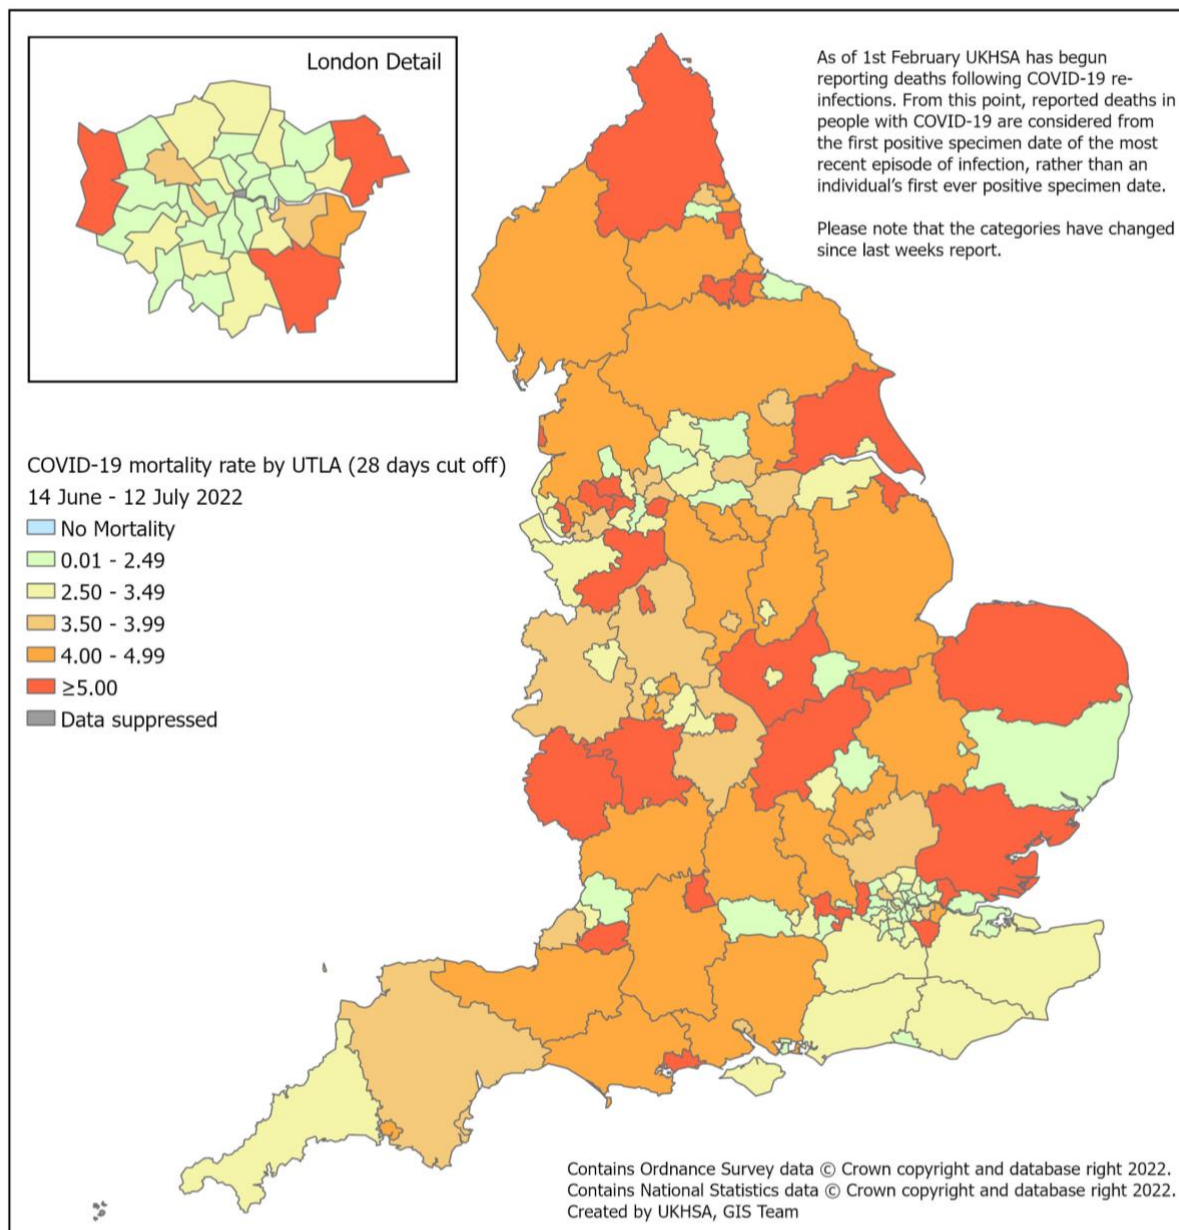 London Detail
As of 1st February UKHSA has begun
reporting deaths following COVID-19 re-
infections. From this point, reported deaths in
people with COVID-19 are considered from
the first positive specimen date of the most
recent episode of infection, rather than an
individual's first ever positive specimen date.
Please note that the categories have changed
since last weeks report.
COVID-19 mortality rate by UTLA (28 days cut off)
14 June - 12 July 2022
No Mortality
0.01 - 2.49
2.50 - 3.49
3.50 - 3.99
4.00 - 4.99
≥5.00
Data suppressed
Contains Ordnance Survey data © Crown copyright and database right 2022.
Contains National Statistics data © Crown copyright and database right 2022.
Created by UKHSA, GIS Team